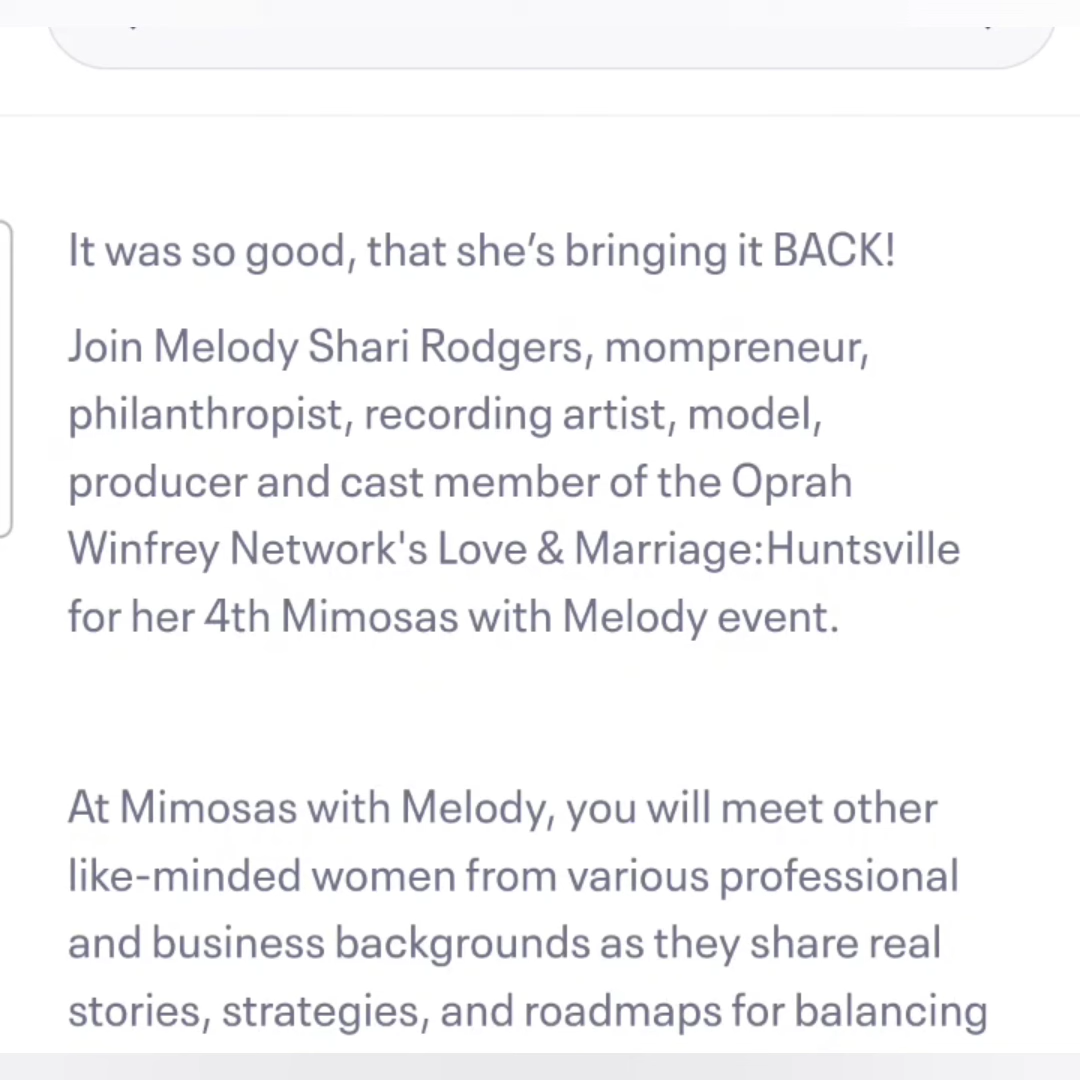 It was so good, that she’s bringing it BACK!
Join Melody Shari Rodgers, mompreneur,
philanthropist, recording artist, model,
producer and cast member of the Oprah
Winfrey Network's Love & Marriage:Huntsville
for her 4th Mimosas with Melody event.
At Mimosas with Melody, you will meet other
like-minded women from various professional
and business backgrounds as they share real
stories, strategies, and roadmaps for balancing